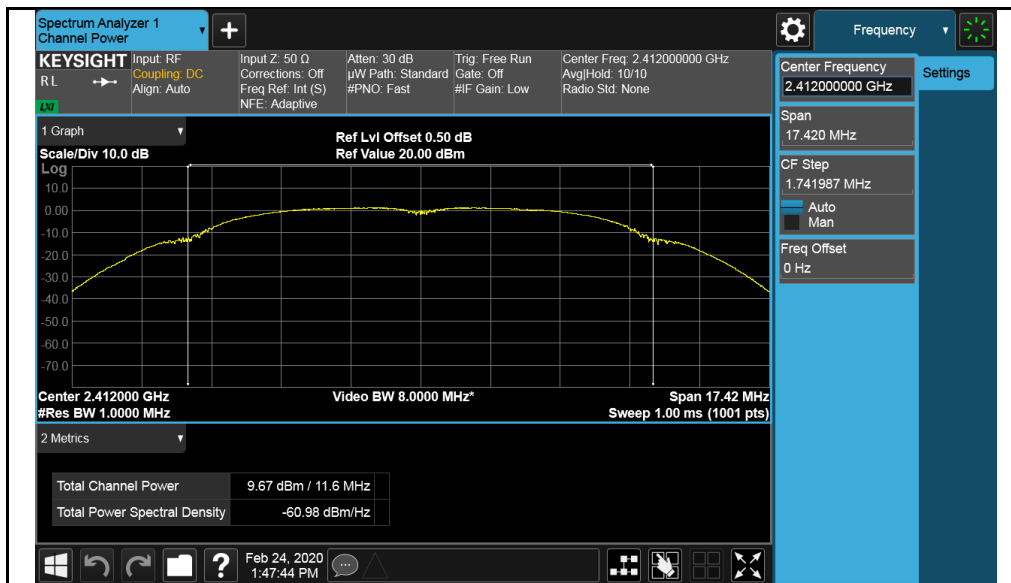 Spectrum Analyzer 1
Channel Power
Frequency
KEYSIGHT
RL
LXI
Input: RF
Coupling: DC
Align: Auto
Input Z: 50 Ω
Corrections: Off
Freq Ref: Int (S)
NFE: Adaptive
Atten: 30 dB
µW Path: Standard
#PNO: Fast
Trig: Free Run
Gate: Off
#IF Gain: Low
Center Freq: 2.412000000 GHz
Avg|Hold: 10/10
Radio Std: None
Center Frequency
2.412000000 GHz
Settings
Span
17.420 MHz
CF Step
1.741987 MHz
Auto
Man
Freq Offset
0 Hz
1 Graph
Scale/Div 10.0 dB
Ref Lvl Offset 0.50 dB
Ref Value 20.00 dBm
Log
10.0
0.00
-10.0
-20.0
-30.0
-40.0
-50.0
-60.0
-70.0
Center 2.412000 GHz
#Res BW 1.0000 MHz
Video BW 8.0000 MHz*
Span 17.42 MHz
Sweep 1.00 ms (1001 pts)
2 Metrics
Total Channel Power 9.67 dBm / 11.6 MHz
Total Power Spectral Density -60.98 dBm/Hz
?
Feb 24, 2020
1:47:44 PM